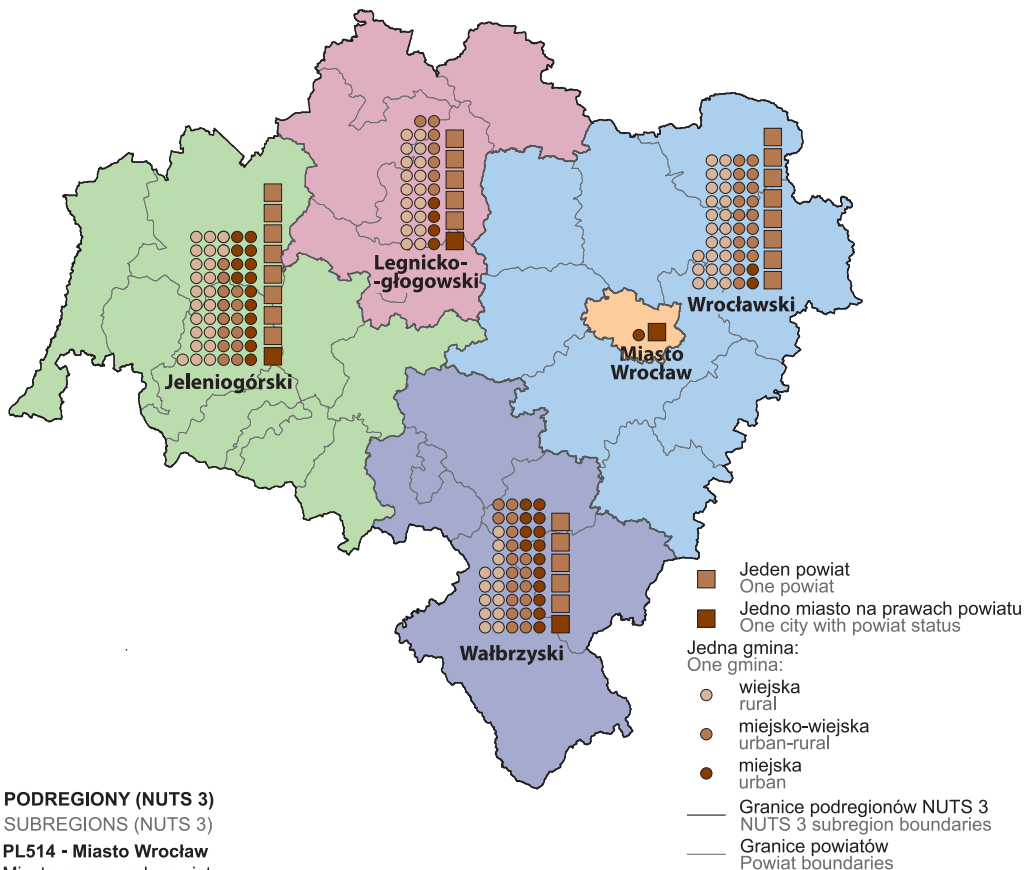 Legnicko-
-głogowski
Wrocławski
Miasto
Wrocław
Jeleniogórski
Wałbrzyski
Jeden powiat
One powiat
Jedno miasto na prawach powiatu
One city with powiat status
Jedna gmina:
One gmina:
wiejska
rural
miejsko-wiejska
urban-rural
miejska
urban
Granice podregionów NUTS 3
NUTS 3 subregion boundaries
Granice powiatów
Powiat boundaries
PODREGIONY (NUTS 3)
SUBREGIONS (NUTS 3)
PL514 - Miasto Wrocław